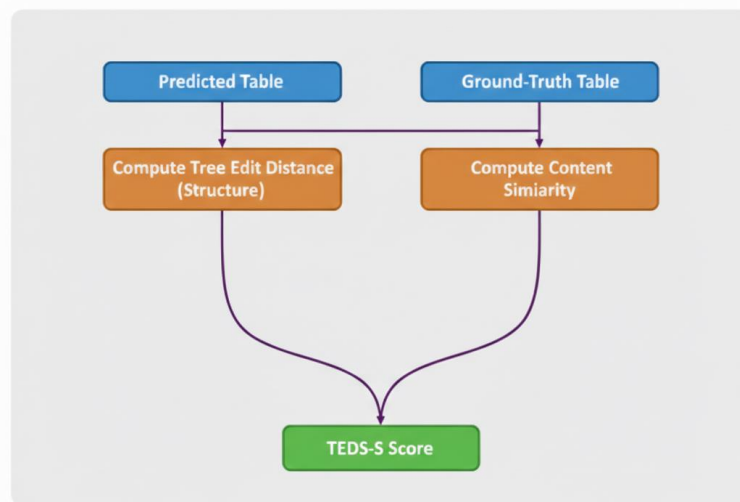 Predicted Table
Ground-Truth Table
Compute Tree Edit Distance
(Structure)
Compute Content
Simiarity
TEDS-S Score